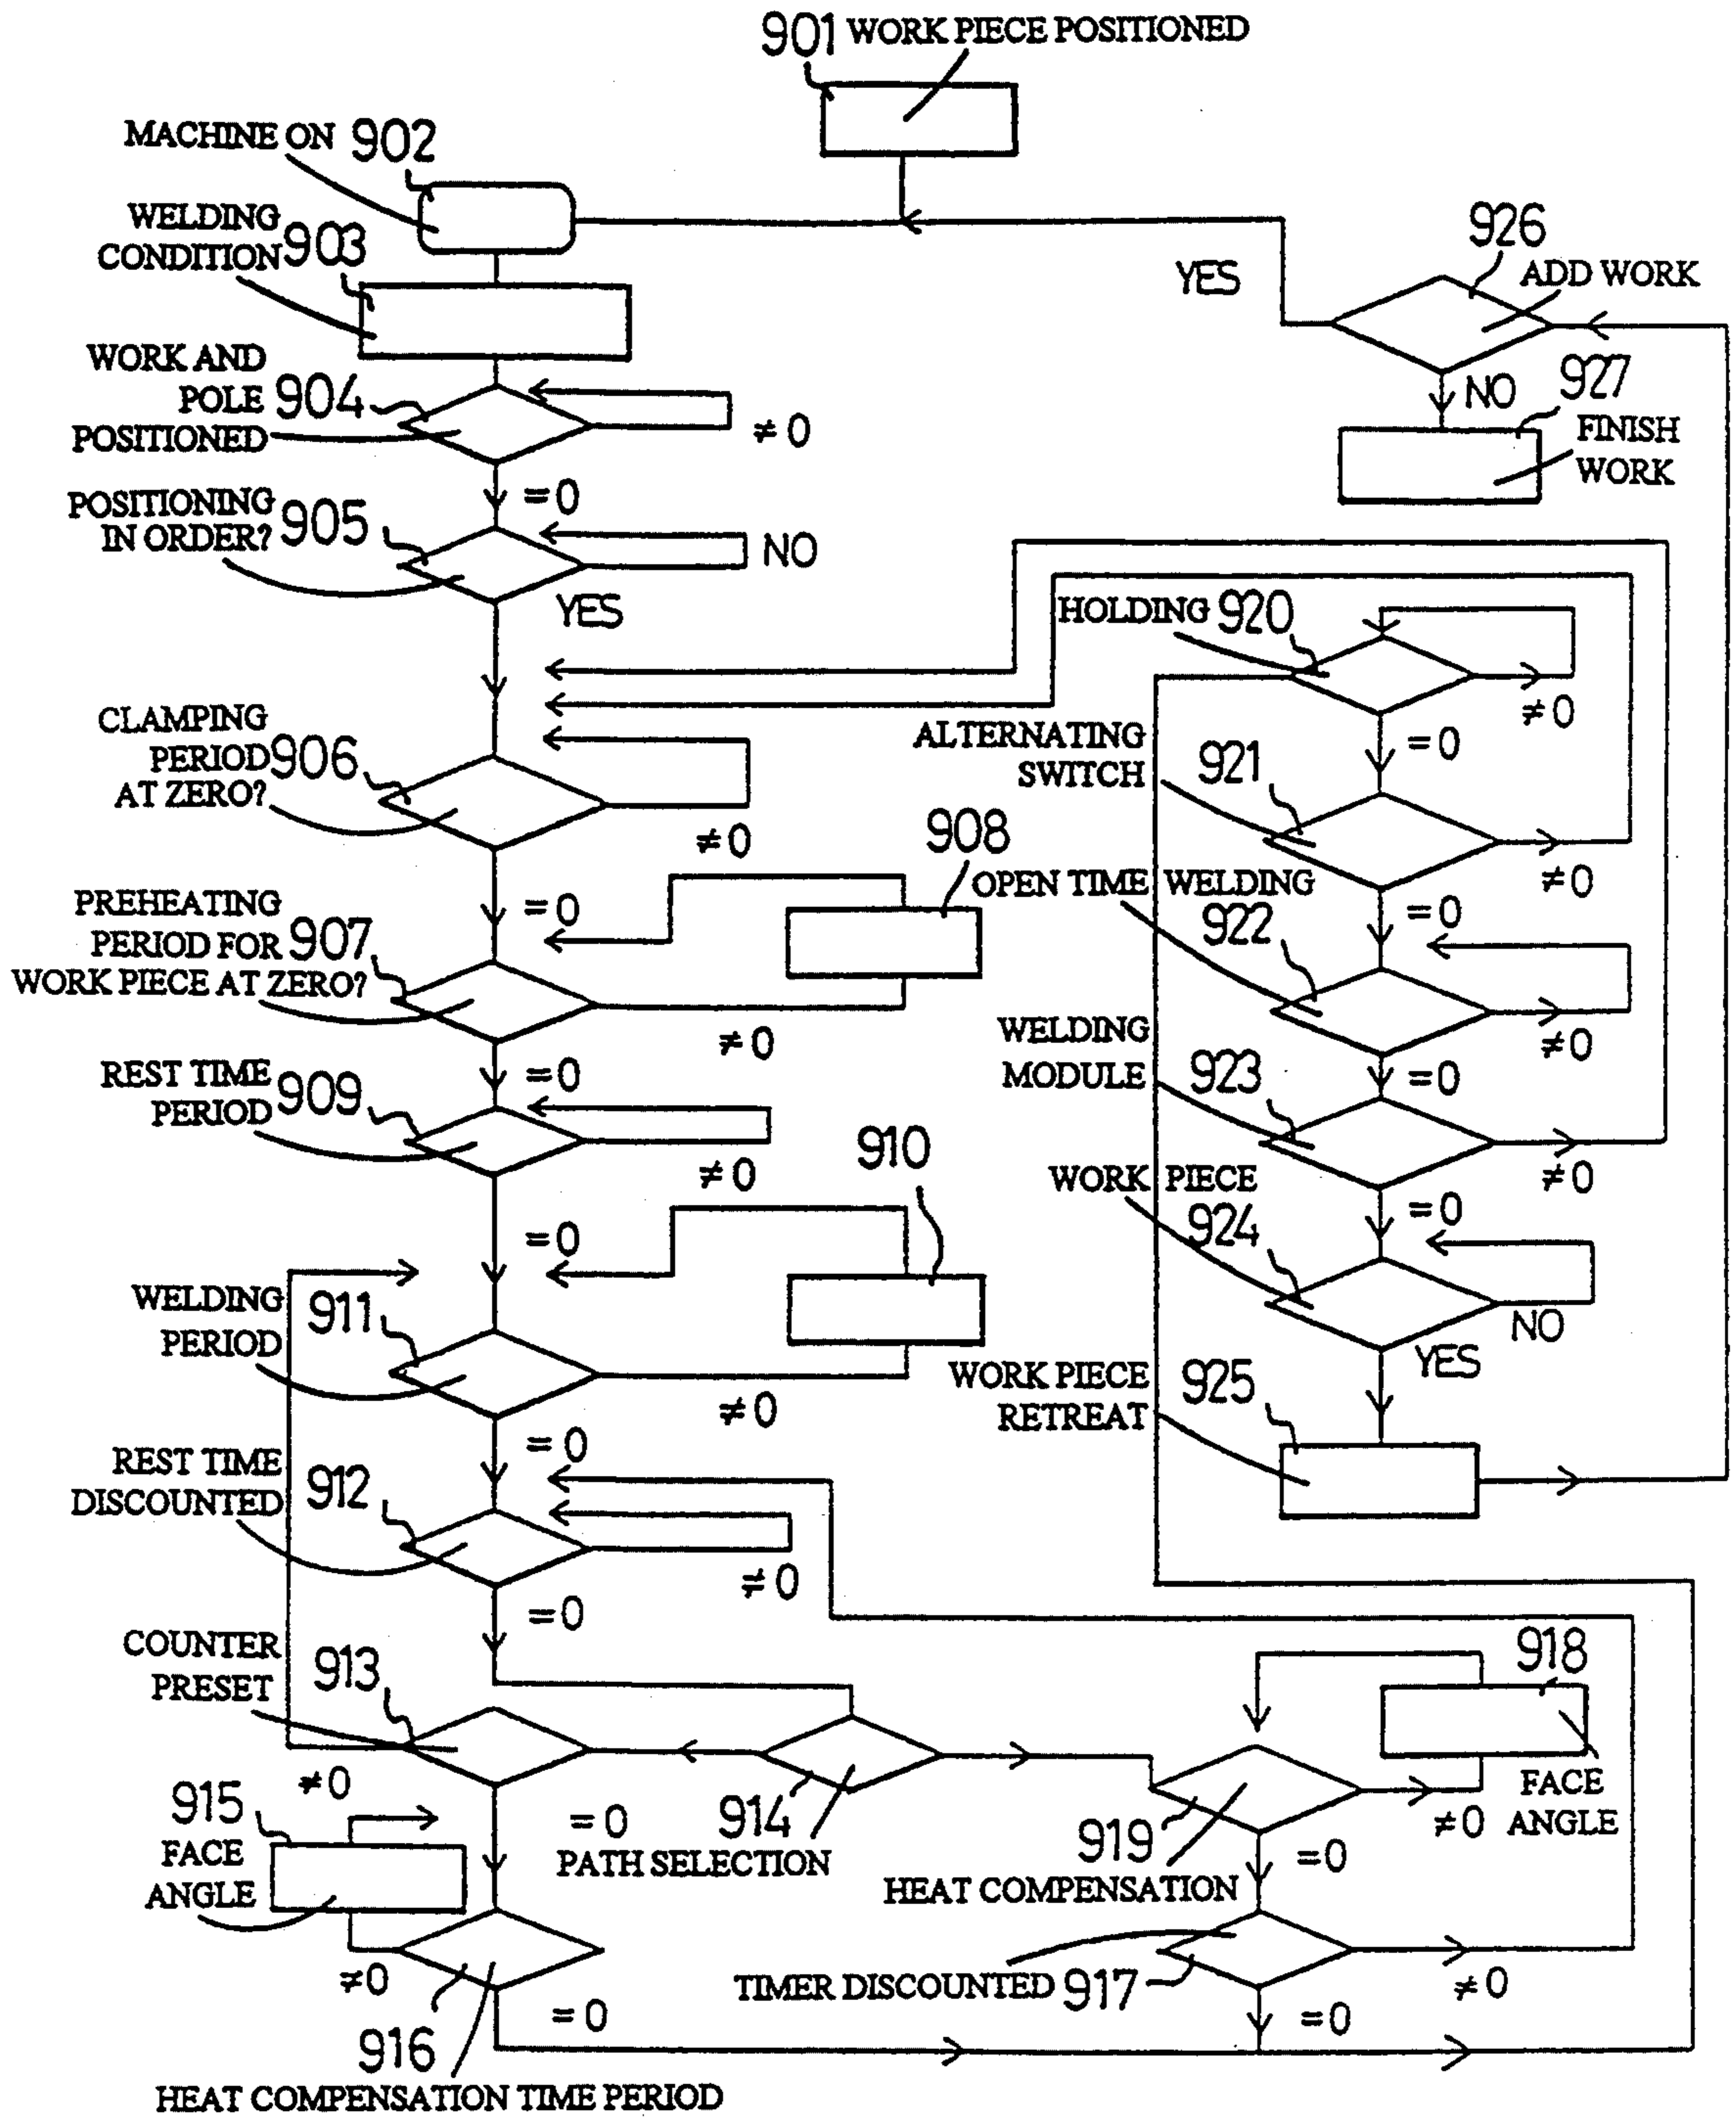 901 WORK PIECE POSITIONED
MACHINE ON 902
WELDING
CONDITION 903
WORK AND
POLE 904
POSITIONED
≠0
=0
POSITIONING
IN ORDER? 905
NO
YES
CLAMPING
PERIOD 906
AT ZERO?
≠0
=0
908
PREHEATING
PERIOD FOR 907
WORK PIECE AT ZERO?
≠0
=0
REST TIME
PERIOD 909
≠0
=0
910
WELDING
PERIOD
911
≠0
=0
REST TIME
DISCOUNTED
912
≠0
=0
COUNTER
PRESET
913
≠0
=0
914
PATH SELECTION
915
FACE
ANGLE
≠0
=0
916
HEAT COMPENSATION TIME PERIOD
918
FACE
ANGLE
≠0
919
HEAT COMPENSATION
=0
TIMER DISCOUNTED 917
≠0
=0
HOLDING 920
≠0
=0
ALTERNATING
SWITCH
921
≠0
=0
OPEN TIME WELDING
922
≠0
=0
WELDING
MODULE
923
≠0
=0
WORK PIECE
924
NO
YES
WORK PIECE
RETREAT
925
926
ADD WORK
YES
NO
927
FINISH
WORK